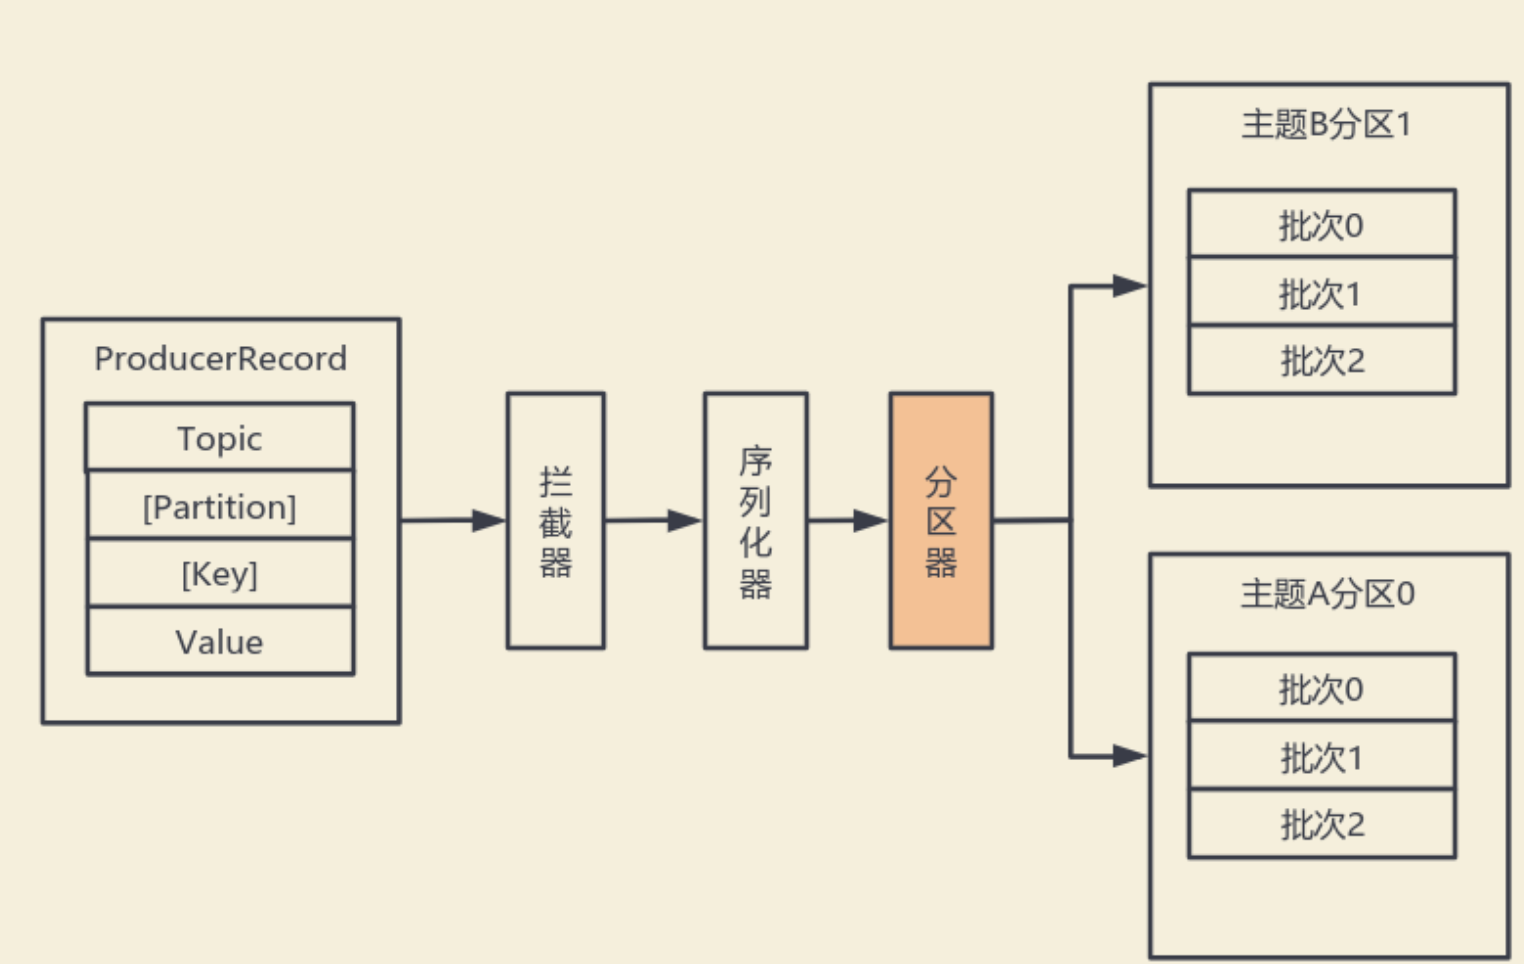 ProducerRecord
Topic
[Partition]
[Key]
Value
拦截器
序列化器
分区器
主题B分区1
批次0
批次1
批次2
主题A分区0
批次0
批次1
批次2